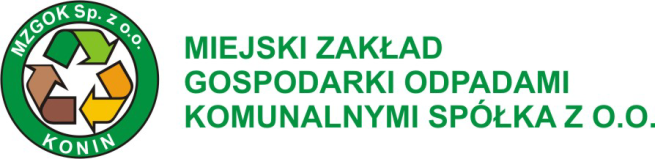 MZGOK Sp. z o.o.
KONIN
MIEJSKI ZAKŁAD
GOSPODARKI ODPADAMI
KOMUNALNYMI SPÓŁKA Z O.O.